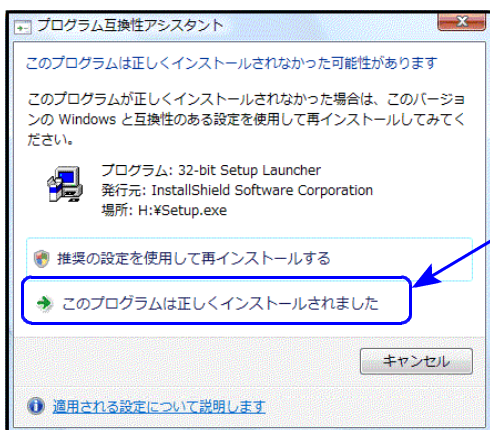 プログラム互換性アシスタント
このプログラムは正しくインストールされなかった可能性があります
このプログラムが正しくインストールされなかった場合は、このバージョ
ンの Windows と互換性のある設定を使用して再インストールしてみてく
ださい。
プログラム: 32-bit Setup Launcher
発行元: InstallShield Software Corporation
場所: H:¥Setup.exe
推奨の設定を使用して再インストールする
このプログラムは正しくインストールされました
キャンセル
適用される設定について説明します